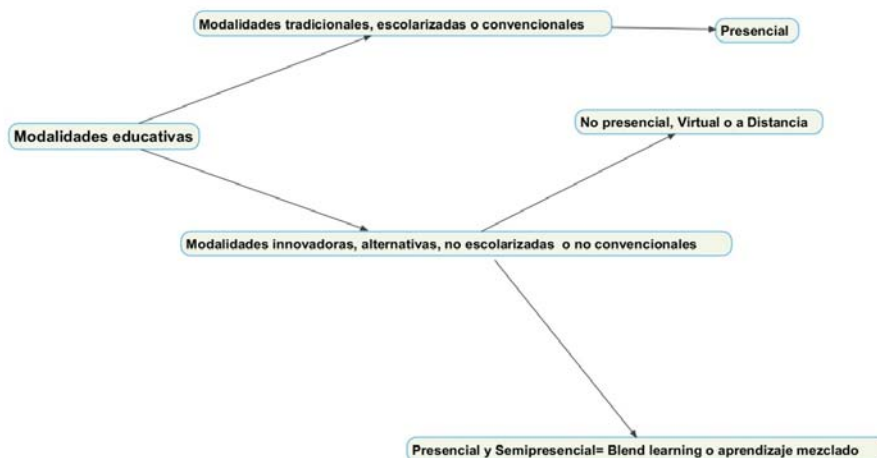 Modalidades tradicionales, escolarizadas o convencionales
Presencial
No presencial, Virtual o a Distancia
Modalidades educativas
Modalidades innovadoras, alternativas, no escolarizadas o no convencionales
Presencial y Semipresencial= Blend learning o aprendizaje mezclado